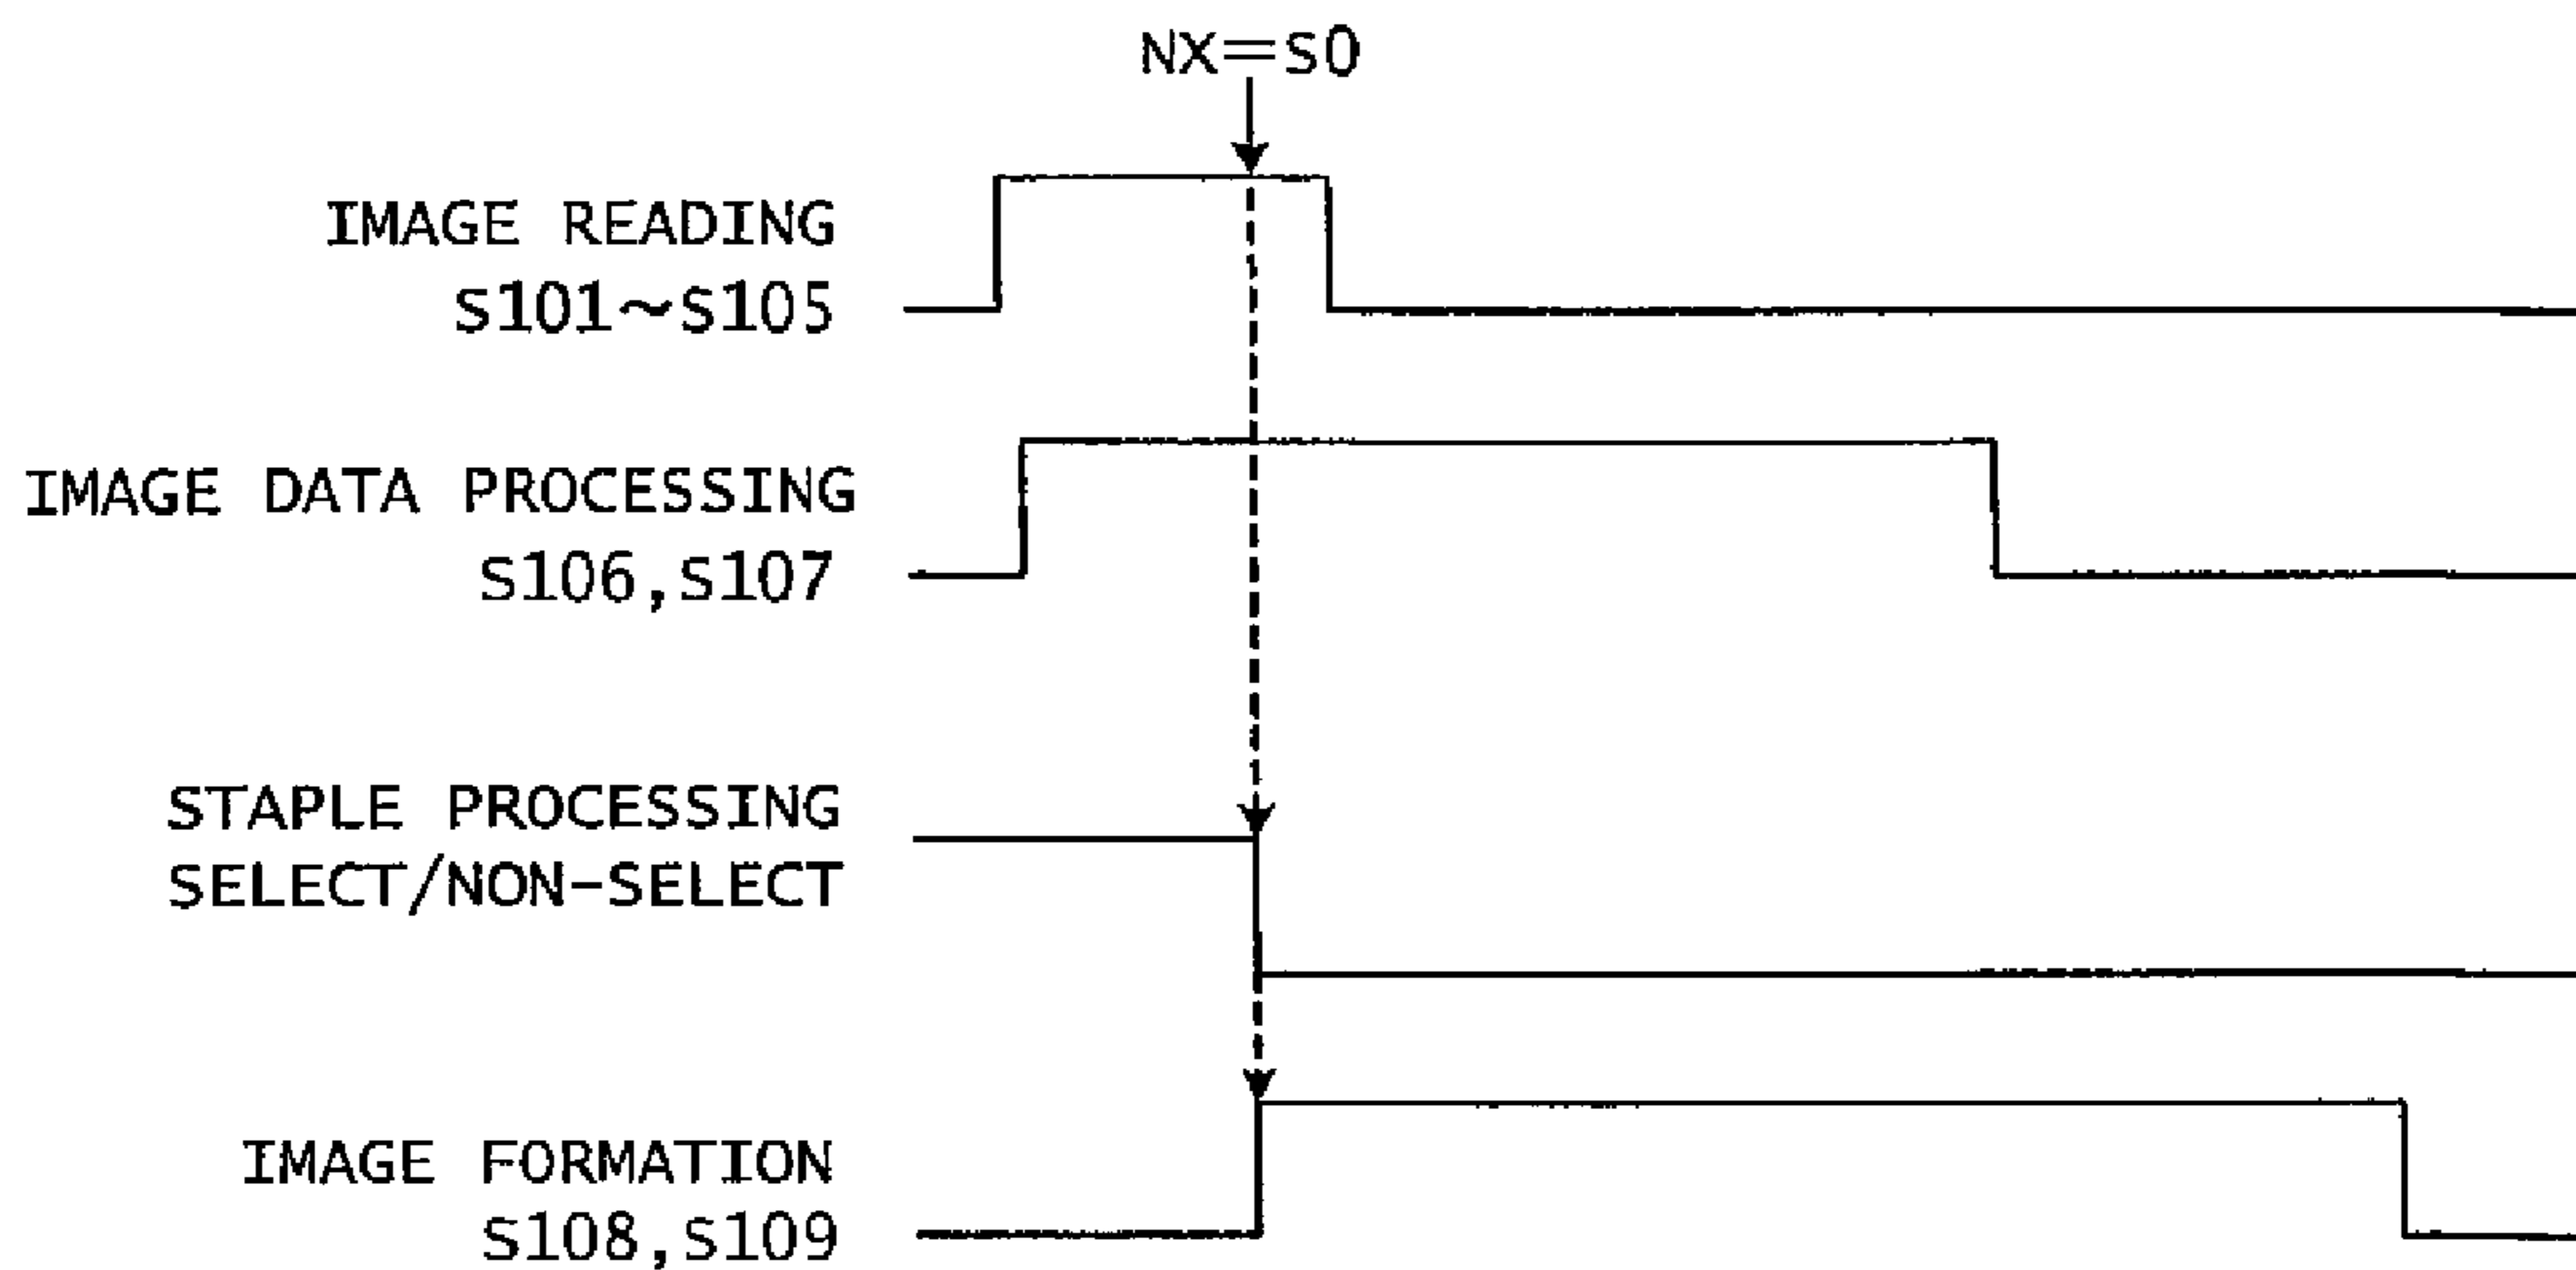 NX=S0
IMAGE READING
S101~S105
IMAGE DATA PROCESSING
S106,S107
STAPLE PROCESSING
SELECT/NON-SELECT
IMAGE FORMATION
S108,S109